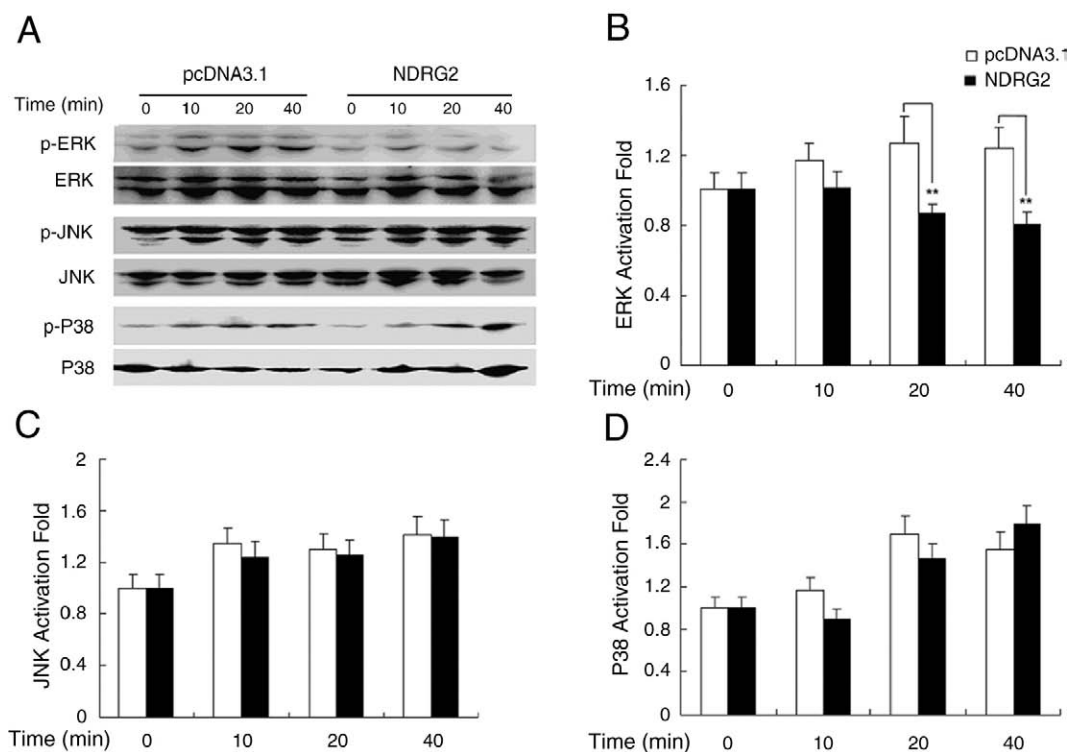 A
pcDNA3.1 NDRG2
Time (min) 0 10 20 40 0 10 20 40
p-ERK
ERK
p-JNK
JNK
p-P38
P38
B
pcDNA3.1
NDRG2
ERK Activation Fold
1.6
1.2
0.8
0.4
0
** **
Time (min) 0 10 20 40
C
JNK Activation Fold
2
1.6
1.2
0.8
0.4
0
Time (min) 0 10 20 40
D
P38 Activation Fold
2.4
2
1.6
1.2
0.8
0.4
0
Time (min) 0 10 20 40